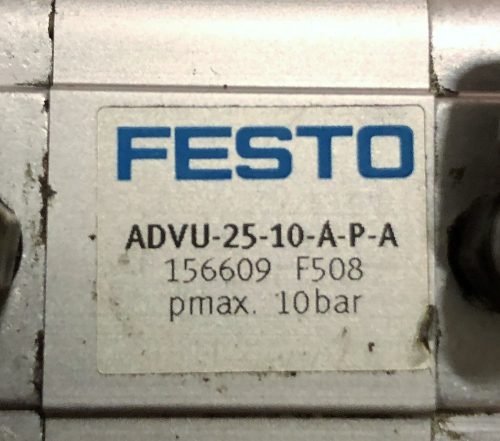 FESTO
ADVU-25-10-A-P-A
156609 F508
pmax. 10bar